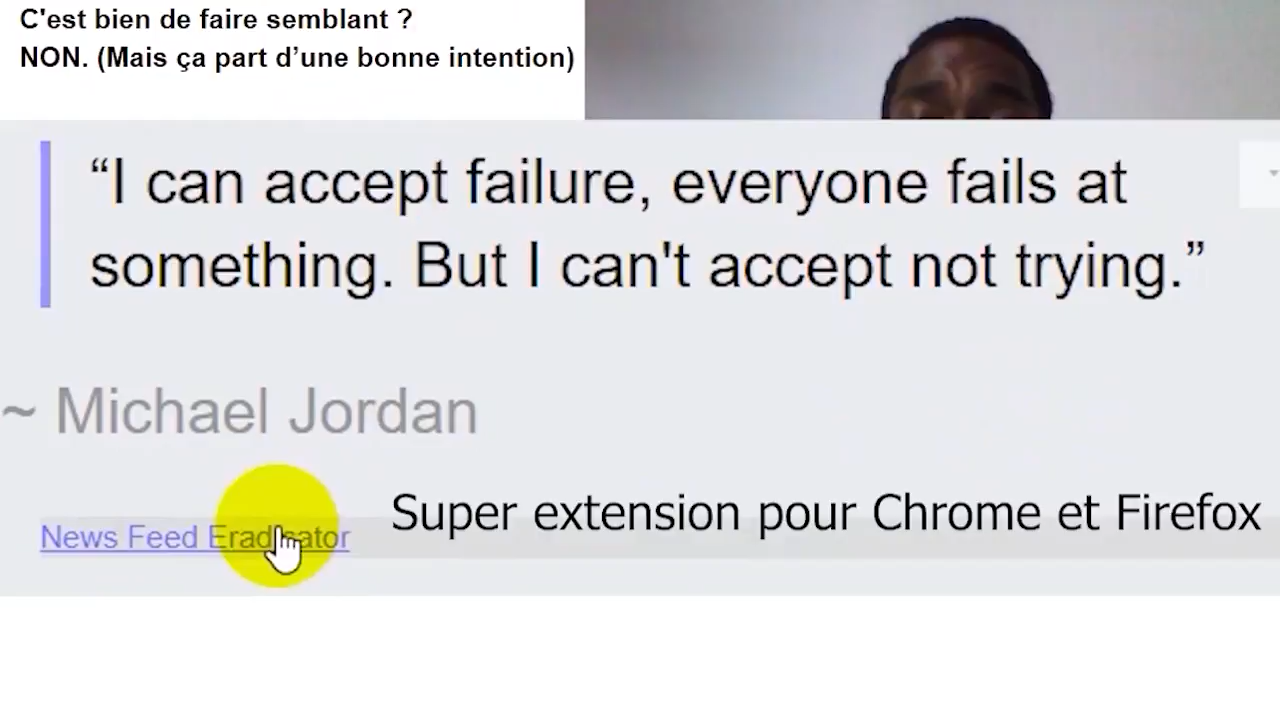 C'est bien de faire semblant ?
NON. (Mais ça part d’une bonne intention)
“I can accept failure, everyone fails at
something. But I can't accept not trying.”
~ Michael Jordan
Super extension pour Chrome et Firefox
News Feed Eradicator